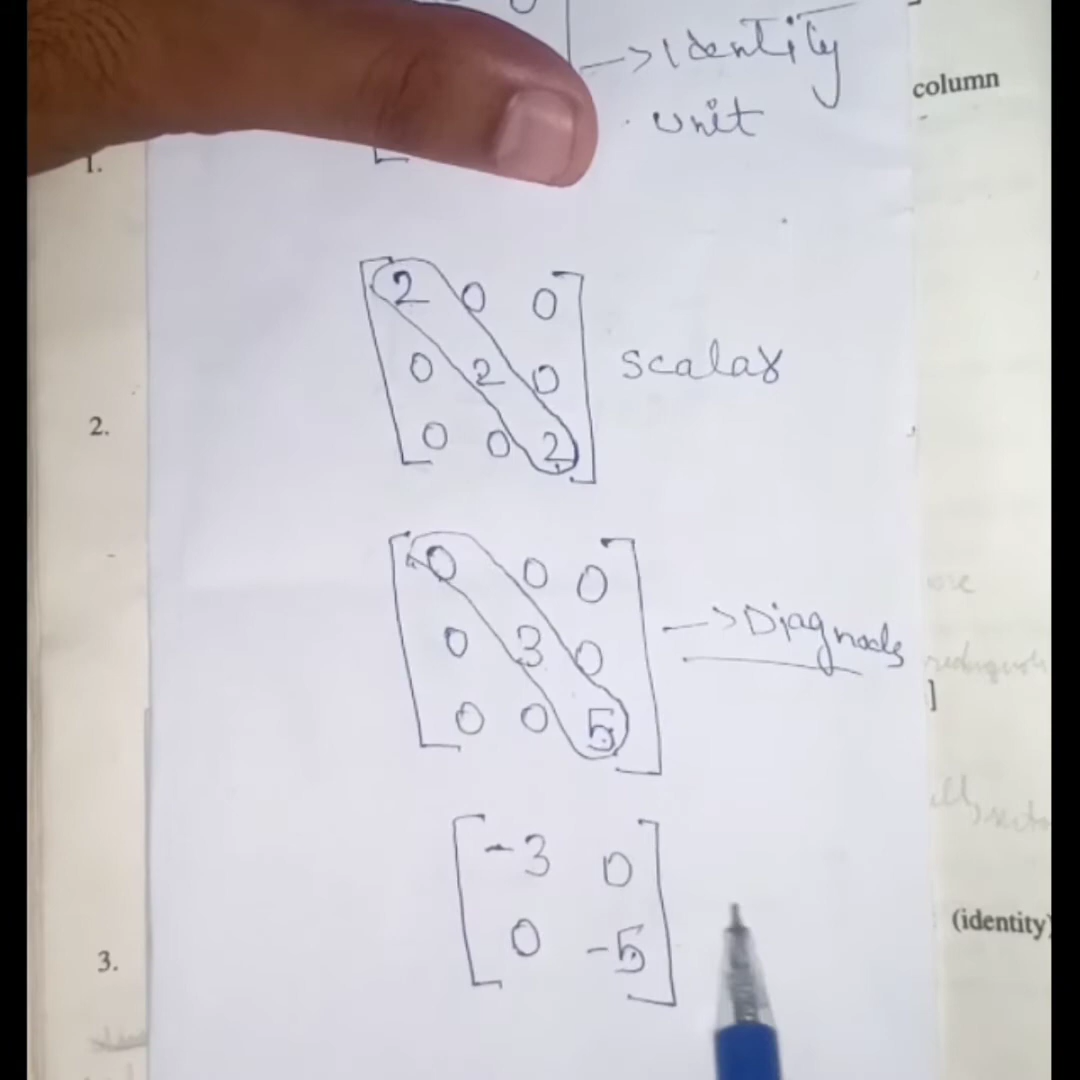 → Identity
column
unit
1.
2 0 0
0 2 0
0 0 2
scalar
2.
0 0 0
0 3 0
0 0 5
→ Diagnoals
]
-3 0
0 -5
(identity)
3.